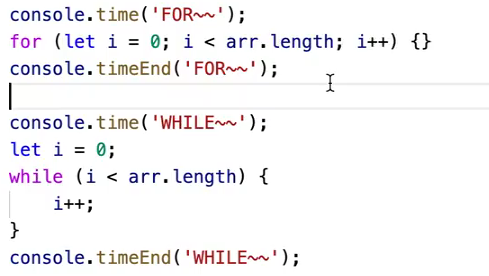 console.time('FOR~~');
for (let i = 0; i < arr.length; i++) {}
console.timeEnd('FOR~~');
console.time('WHILE~~');
let i = 0;
while (i < arr.length) {
    i++;
}
console.timeEnd('WHILE~~');